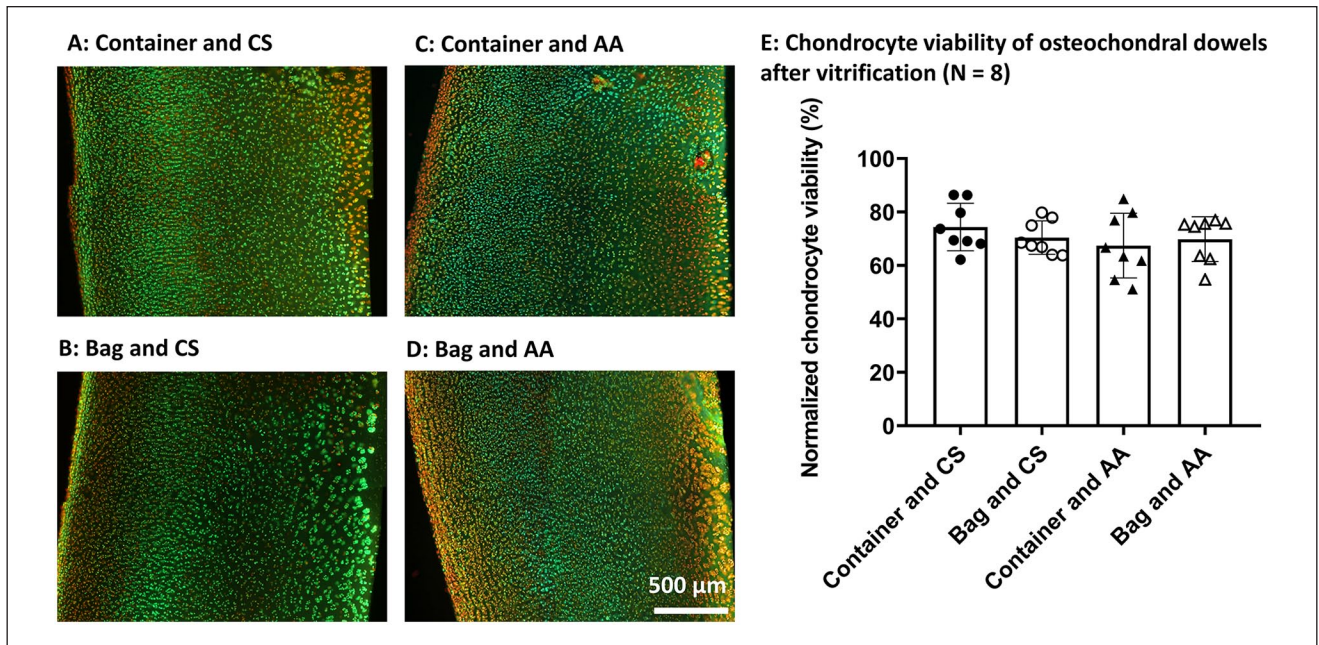 A: Container and CS
C: Container and AA
B: Bag and CS
D: Bag and AA
500 μm
E: Chondrocyte viability of osteochondral dowels
after vitrification (N = 8)
Normalized chondrocyte viability (%)
100
80
60
40
20
0
Container and CS
Bag and CS
Container and AA
Bag and AA